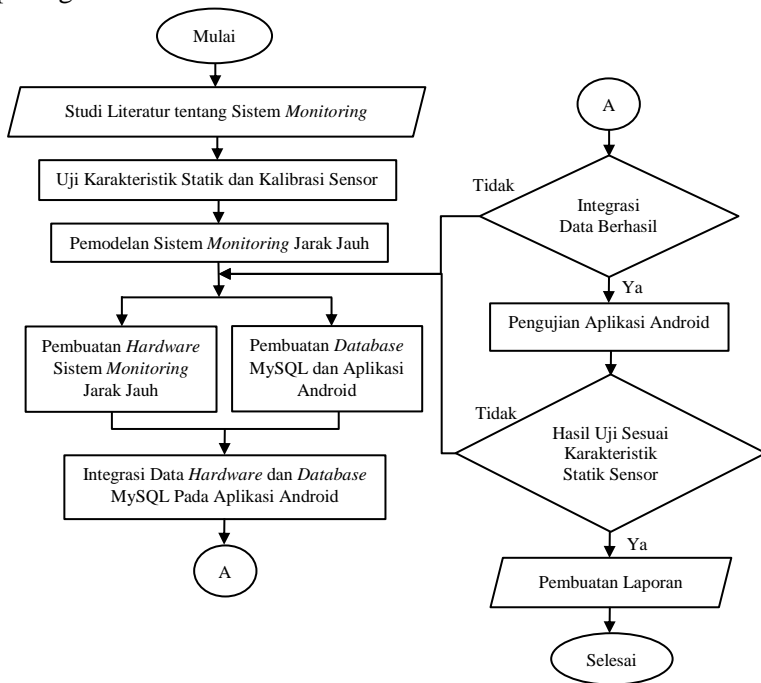 Mulai
Studi Literatur tentang Sistem Monitoring
Uji Karakteristik Statik dan Kalibrasi Sensor
Pemodelan Sistem Monitoring Jarak Jauh
Pembuatan Hardware
Sistem Monitoring
Jarak Jauh
Pembuatan Database
MySQL dan Aplikasi
Android
Integrasi Data Hardware dan Database
MySQL Pada Aplikasi Android
A
A
Tidak
Integrasi
Data Berhasil
Ya
Pengujian Aplikasi Android
Tidak
Hasil Uji Sesuai
Karakteristik
Statik Sensor
Ya
Pembuatan Laporan
Selesai